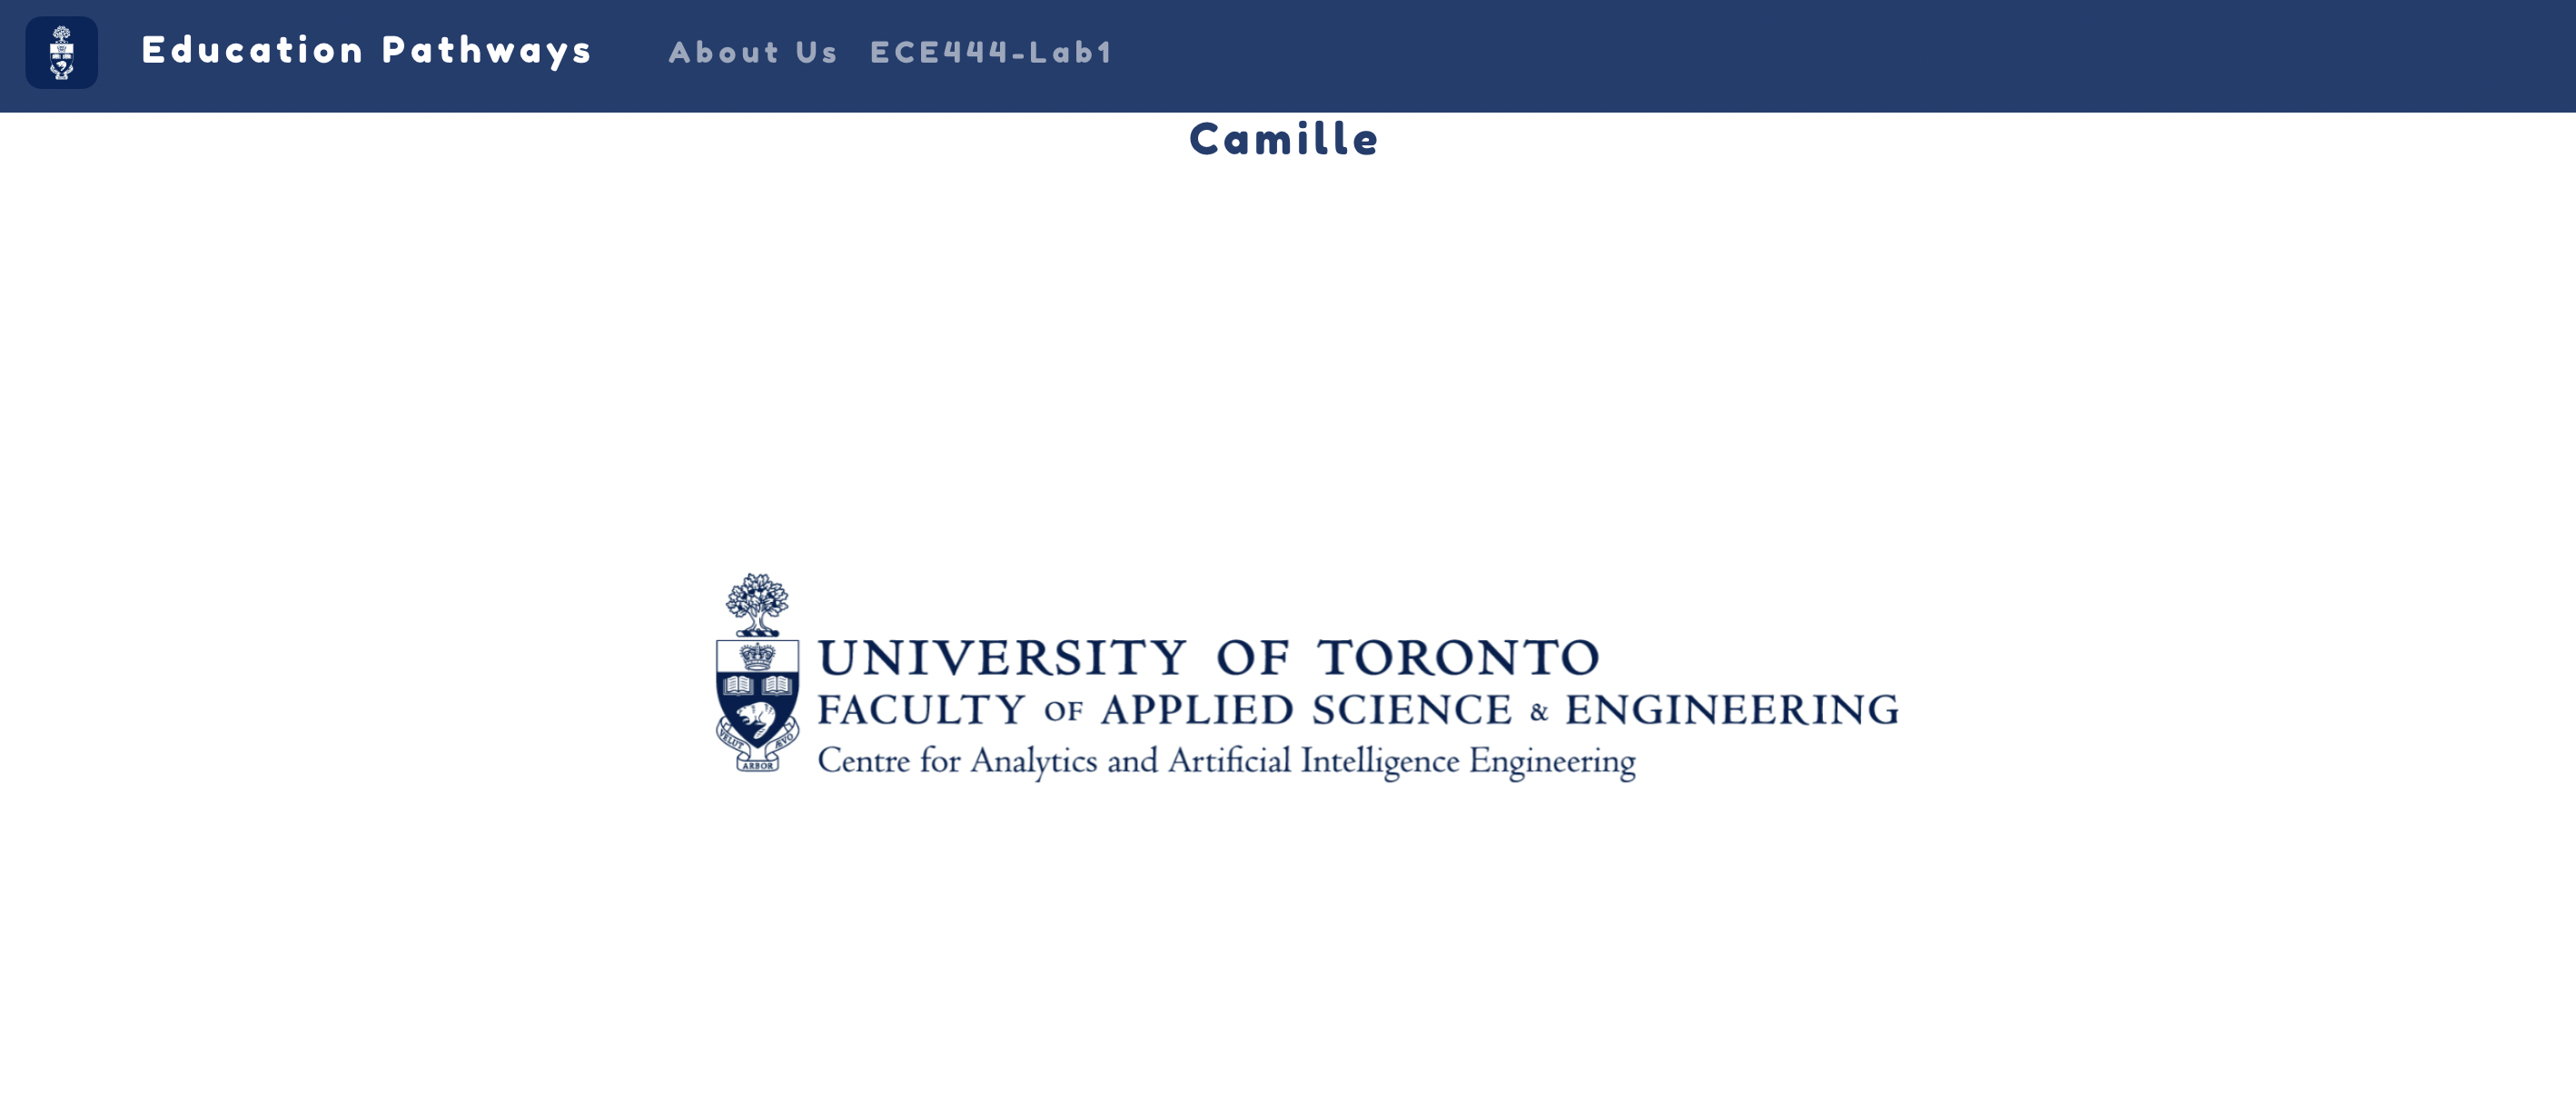 Education Pathways About Us ECE444-Lab1
Camille
UNIVERSITY OF TORONTO
FACULTY OF APPLIED SCIENCE & ENGINEERING
Centre for Analytics and Artificial Intelligence Engineering
VELUT ARBOR ÆVO